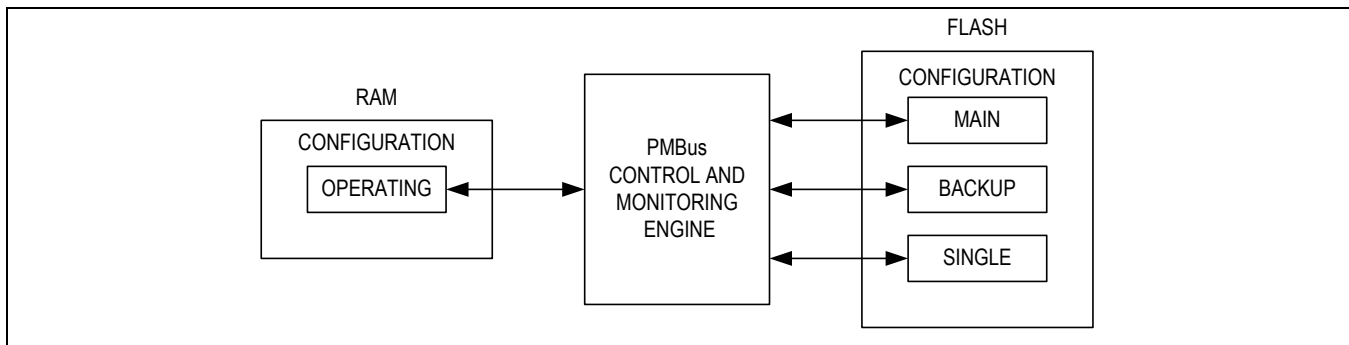 RAM
CONFIGURATION
OPERATING
PMBus
CONTROL AND
MONITORING
ENGINE
FLASH
CONFIGURATION
MAIN
BACKUP
SINGLE